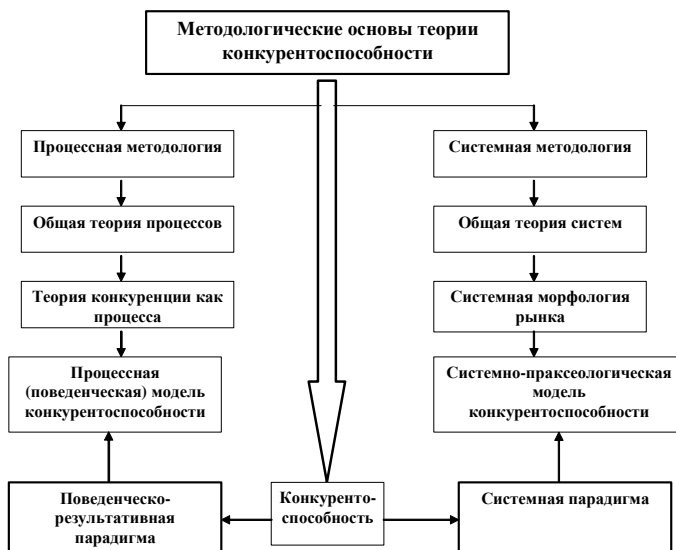 Методологические основы теории
конкурентоспособности
Процессная методология
Системная методология
Общая теория процессов
Общая теория систем
Теория конкуренции как
процесса
Системная морфология
рынка
Процессная
(поведенческая) модель
конкурентоспособности
Системно-праксеологическая
модель
конкурентоспособности
Поведенческо-
результативная
парадигма
Конкуренто-
способность
Системная парадигма